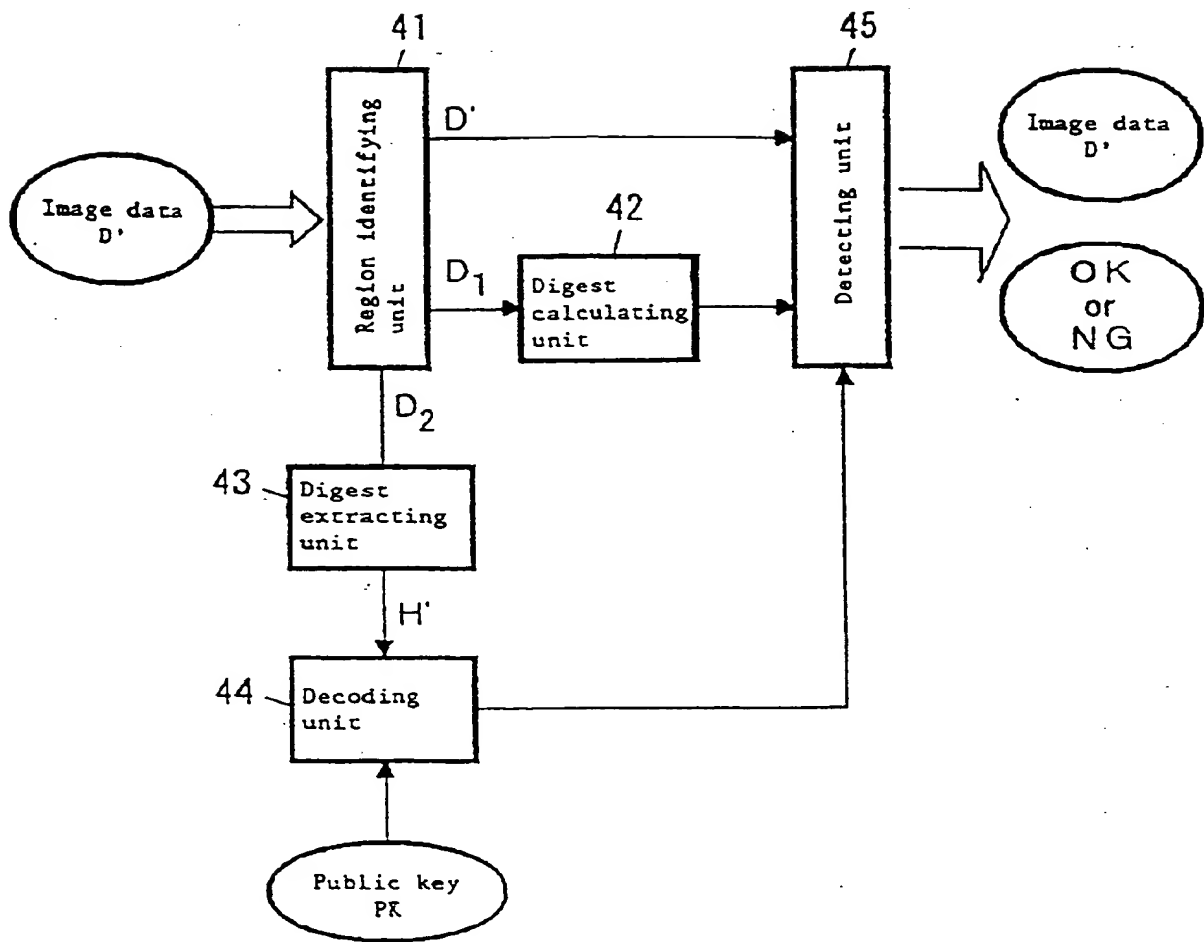 41
45
Image data
D'
Region identifying
unit
D'
D1
42
Digest
calculating
unit
Detecting unit
Image data
D'
OK
or
NG
D2
43
Digest
extracting
unit
H'
44
Decoding
unit
Public key
PK